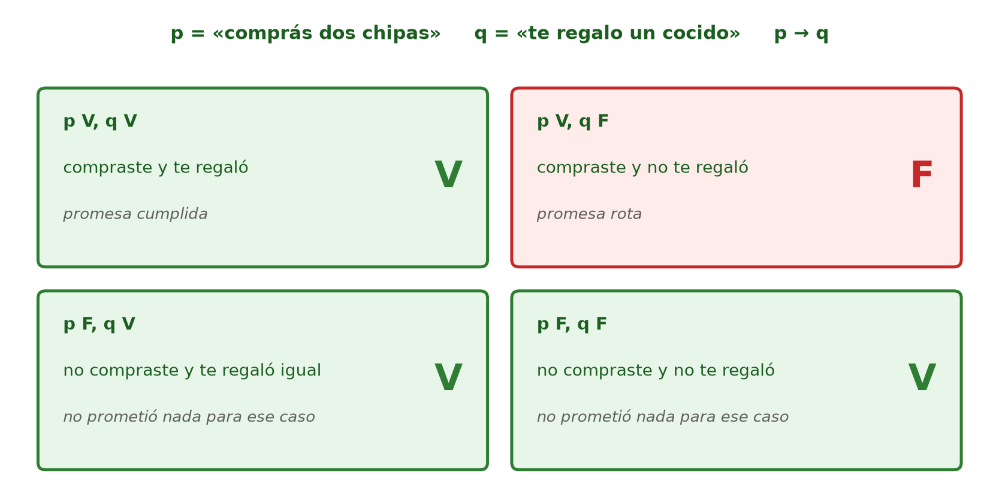 p = «comprás dos chipas» q = «te regalo un cocido» p → q
p V, q V
compraste y te regaló
V
promesa cumplida
p V, q F
compraste y no te regaló
F
promesa rota
p F, q V
no compraste y te regaló igual
V
no prometió nada para ese caso
p F, q F
no compraste y no te regaló
V
no prometió nada para ese caso